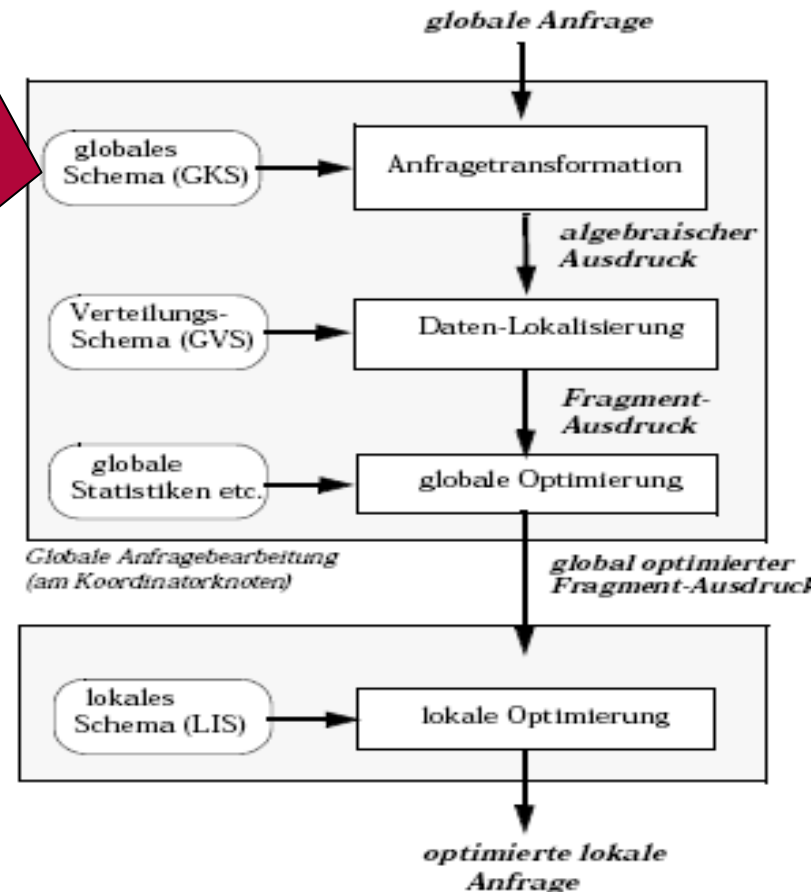 globale Anfrage
globales
Schema (GKS)
Anfragetransformation
algebraischer
Ausdruck
Verteilungs-
Schema (GVS)
Daten-Lokalisierung
Fragment-
Ausdruck
globale
Statistiken etc.
globale Optimierung
Globale Anfragebearbeitung
(am Koordinatorknoten)
global optimierter
Fragment-Ausdruck
lokales
Schema (LIS)
lokale Optimierung
optimierte lokale
Anfrage